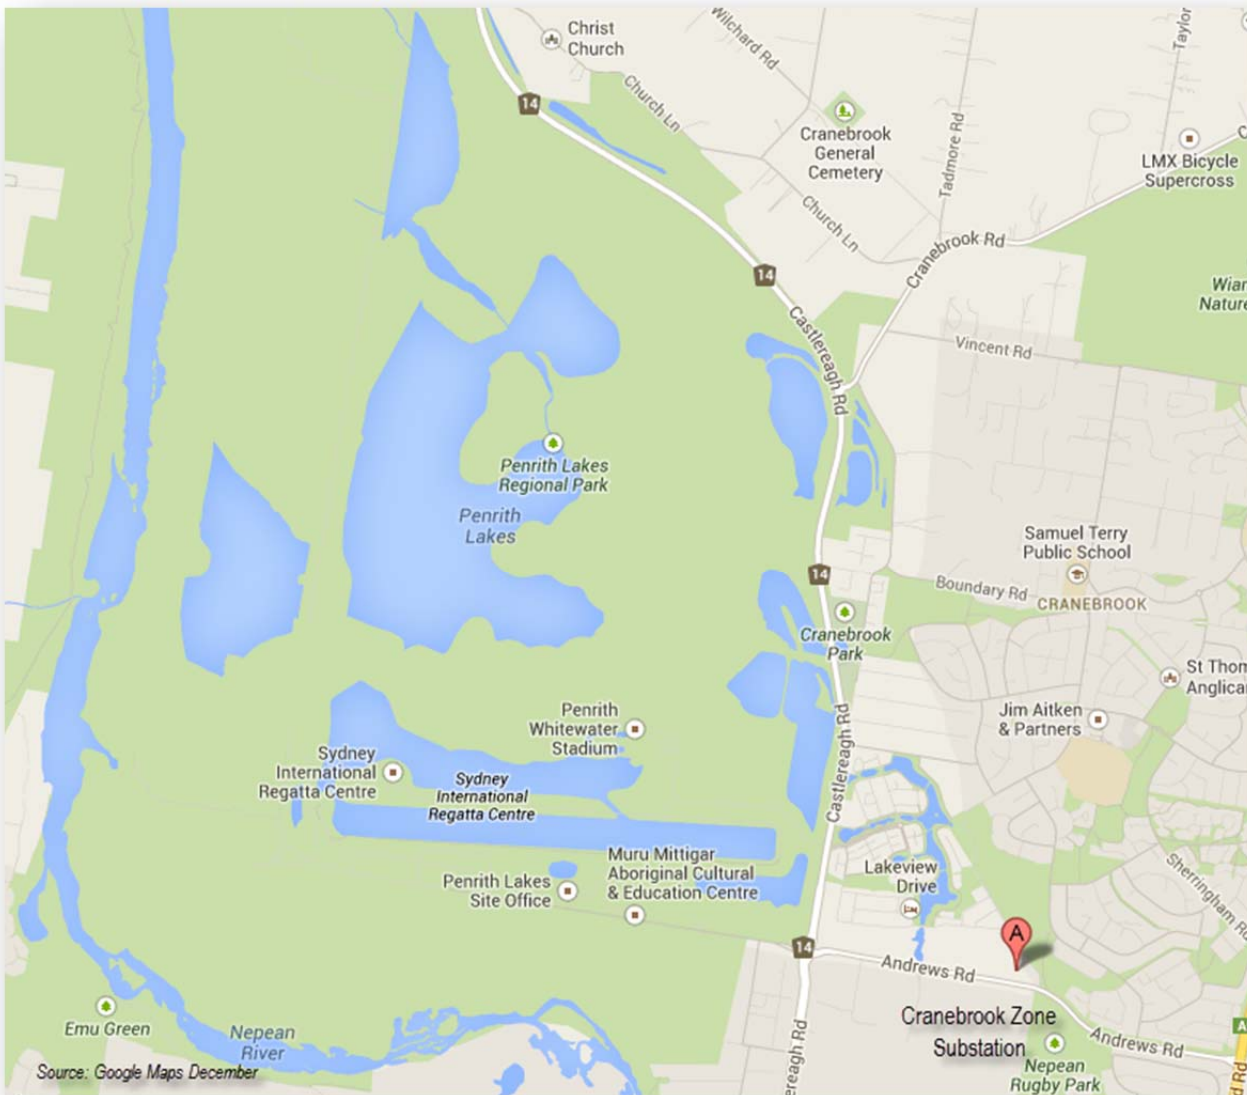 Christ
Church
Wilchard Rd
Taylor
14
Church Ln
Cranebrook
General
Cemetery
Tadmore Rd
LMX Bicycle
Supercross
Church Ln
Cranebrook Rd
14
Castlereagh Rd
Vincent Rd
Nature
Penrith Lakes
Regional Park
Penrith
Lakes
Samuel Terry
Public School
14
Boundary Rd
CRANEBROOK
Cranebrook
Park
St Thom
Anglica
Penrith
Whitewater
Stadium
Jim Aitken
& Partners
Castlereagh Rd
Sydney
International
Regatta Centre
Sydney
International
Regatta Centre
Muru Mittigar
Aboriginal Cultural
& Education Centre
Lakeview
Drive
Penrith Lakes
Site Office
Sherringham Rd
A
14
Andrews Rd
Emu Green
Nepean
River
Cranebrook Zone
Substation
Andrews Rd
A
Nepean
Rugby Park
ereagh Rd
d Rd
Source: Google Maps December